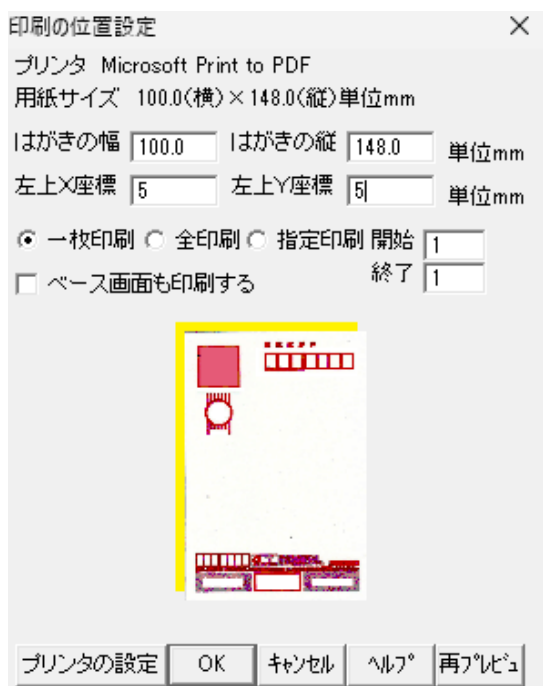 印刷の位置設定
プリンタ Microsoft Print to PDF
用紙サイズ 100.0(横)×148.0(縦)単位mm
はがきの幅 100.0 はがきの縦 148.0 単位mm
左上X座標 5 左上Y座標 5 単位mm
一枚印刷 全印刷 指定印刷 開始 1
ベース画面も印刷する 終了 1
プリンタの設定 OK ｷｬﾝｾﾙ ﾍﾙﾌﾟ 再ﾌﾟﾚﾋﾞｭ